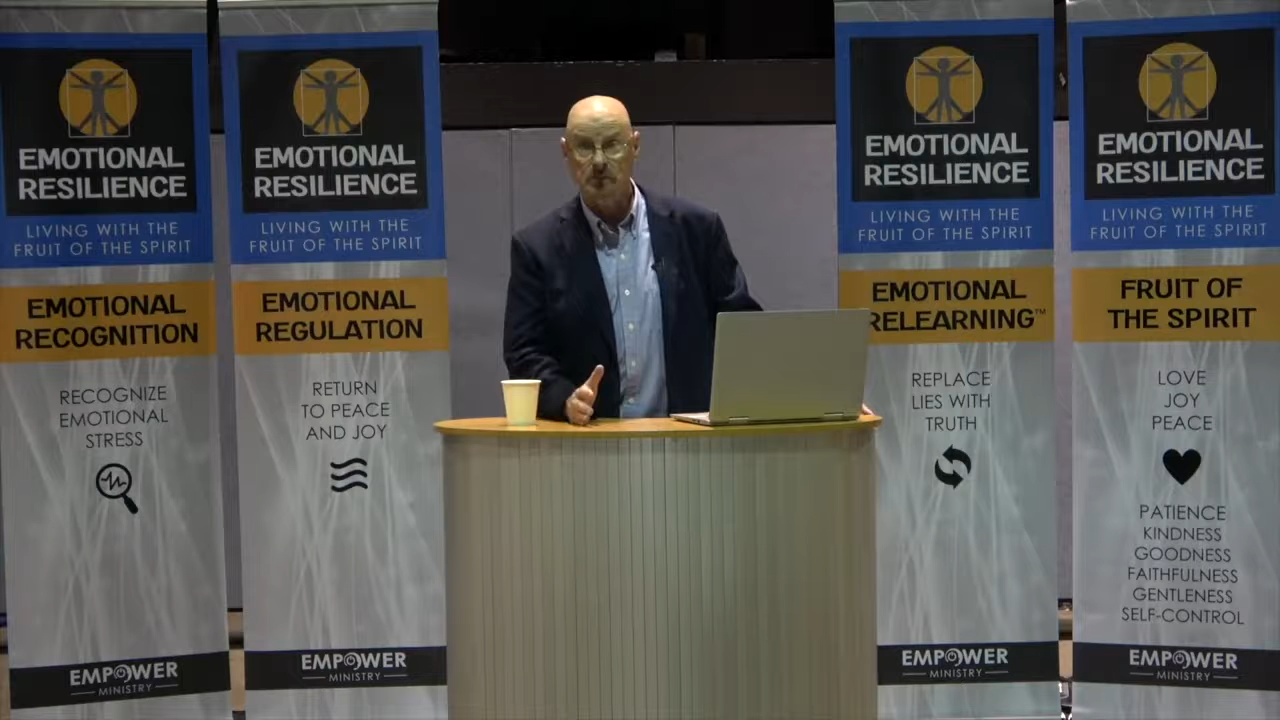 EMOTIONAL
RESILIENCE
LIVING WITH THE
FRUIT OF THE SPIRIT
EMOTIONAL
RECOGNITION
RECOGNIZE
EMOTIONAL
STRESS
EMPOWER
MINISTRY
EMOTIONAL
RESILIENCE
LIVING WITH THE
FRUIT OF THE SPIRIT
EMOTIONAL
REGULATION
RETURN
TO PEACE
AND JOY
EMPOWER
MINISTRY
EMOTIONAL
RESILIENCE
LIVING WITH THE
FRUIT OF THE SPIRIT
EMOTIONAL
RELEARNING™
REPLACE
LIES WITH
TRUTH
EMPOWER
MINISTRY
EMOTIONAL
RESILIENCE
LIVING WITH THE
FRUIT OF THE SPIRIT
FRUIT OF
THE SPIRIT
LOVE
JOY
PEACE
PATIENCE
KINDNESS
GOODNESS
FAITHFULNESS
GENTLENESS
SELF-CONTROL
EMPOWER
MINISTRY